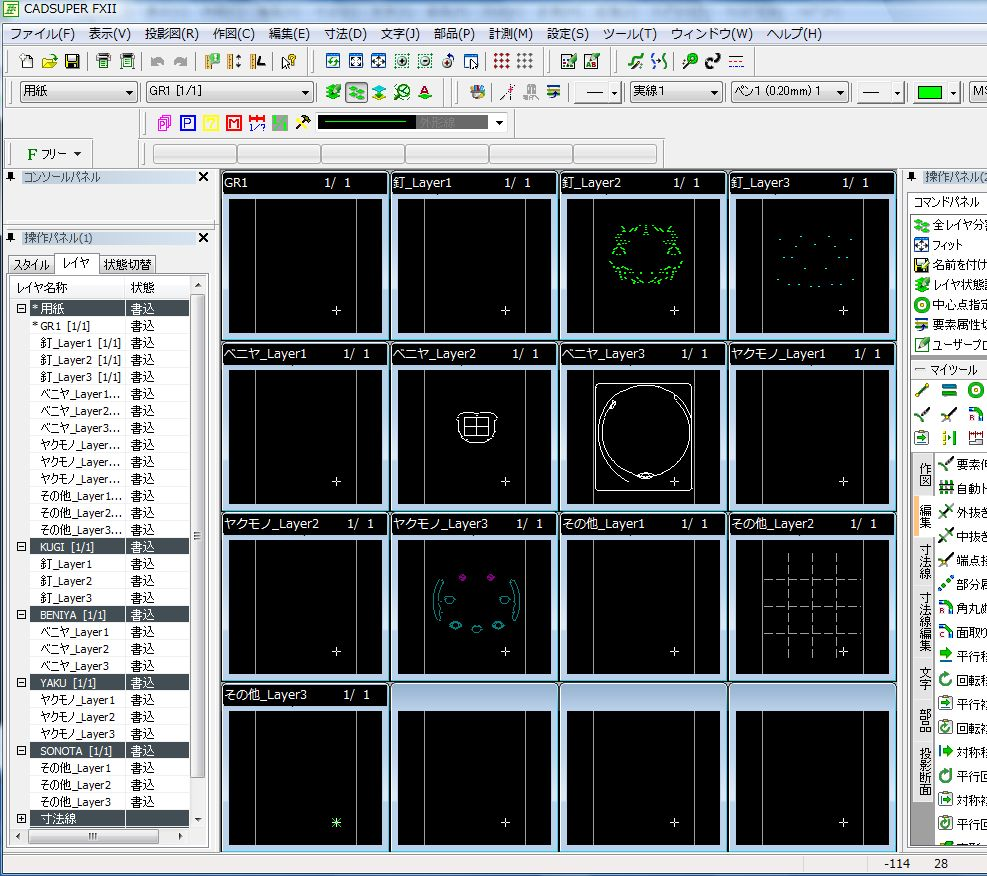 CADSUPER FXII
ファイル(F) 表示(V) 投影図(R) 作図(C) 編集(E) 寸法(D) 文字(J) 部品(P) 計測(M) 設定(S) ツール(T) ウィンドウ(W) ヘルプ(H)
用紙 GR1 [1/1] 実線1 ペン1 (0.20mm) 1 MS
外形線
F フリー
コンソールパネル
操作パネル(1)
スタイル レイヤ 状態切替
レイヤ名称 状態
*用紙 書込
*GR1 [1/1] 書込
釘_Layer1 [1/1] 書込
釘_Layer2 [1/1] 書込
釘_Layer3 [1/1] 書込
ベニヤ_Layer1... 書込
ベニヤ_Layer2... 書込
ベニヤ_Layer3... 書込
ヤクモノ_Layer... 書込
ヤクモノ_Layer... 書込
ヤクモノ_Layer... 書込
その他_Layer1... 書込
その他_Layer2... 書込
その他_Layer3... 書込
KUGI [1/1] 書込
釘_Layer1 書込
釘_Layer2 書込
釘_Layer3 書込
BENIYA [1/1] 書込
ベニヤ_Layer1 書込
ベニヤ_Layer2 書込
ベニヤ_Layer3 書込
YAKU [1/1] 書込
ヤクモノ_Layer1 書込
ヤクモノ_Layer2 書込
ヤクモノ_Layer3 書込
SONOTA [1/1] 書込
その他_Layer1 書込
その他_Layer2 書込
その他_Layer3 書込
寸法線
GR1 1/ 1 釘_Layer1 1/ 1 釘_Layer2 1/ 1 釘_Layer3 1/ 1
ベニヤ_Layer1 1/ 1 ベニヤ_Layer2 1/ 1 ベニヤ_Layer3 1/ 1 ヤクモノ_Layer1 1/ 1
ヤクモノ_Layer2 1/ 1 ヤクモノ_Layer3 1/ 1 その他_Layer1 1/ 1 その他_Layer2 1/ 1
その他_Layer3 1/ 1
操作パネル(2
コマンドパネル
全レイヤ分
フィット
名前を付け
レイヤ状態
中心点指定
要素属性切
ユーザープロ
マイツール
作図
編集
寸法線
寸法線編集
文字
部品
投影断面
要素伸
自動ト
外抜き
中抜き
端点接
部分
角丸め
面取り
平行移
回転移
平行複
回転複
対称移
平行回
対称複
平行回
-114 28